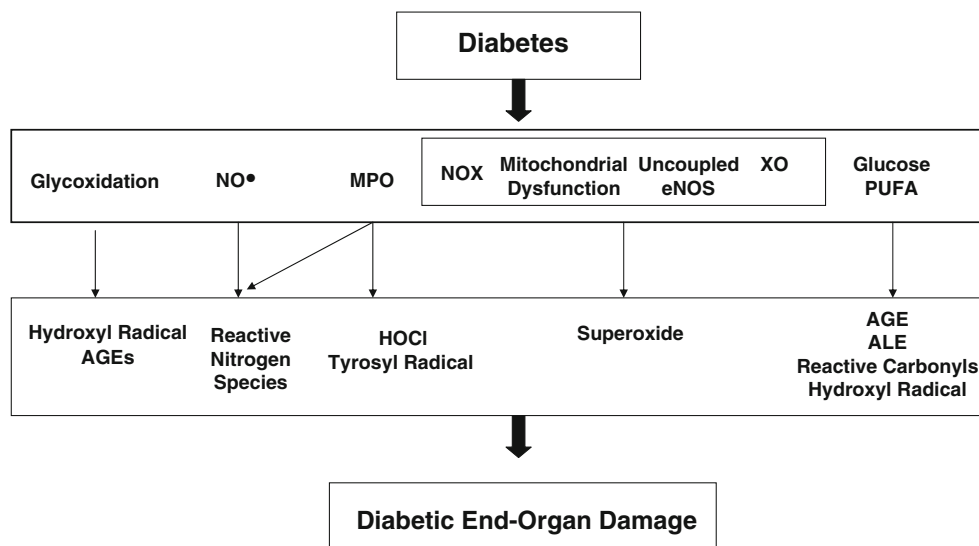 Diabetes
Glycoxidation
NO•
MPO
NOX
Mitochondrial
Dysfunction
Uncoupled
eNOS
XO
Glucose
PUFA
Hydroxyl Radical
AGEs
Reactive
Nitrogen
Species
HOCl
Tyrosyl Radical
Superoxide
AGE
ALE
Reactive Carbonyls
Hydroxyl Radical
Diabetic End-Organ Damage